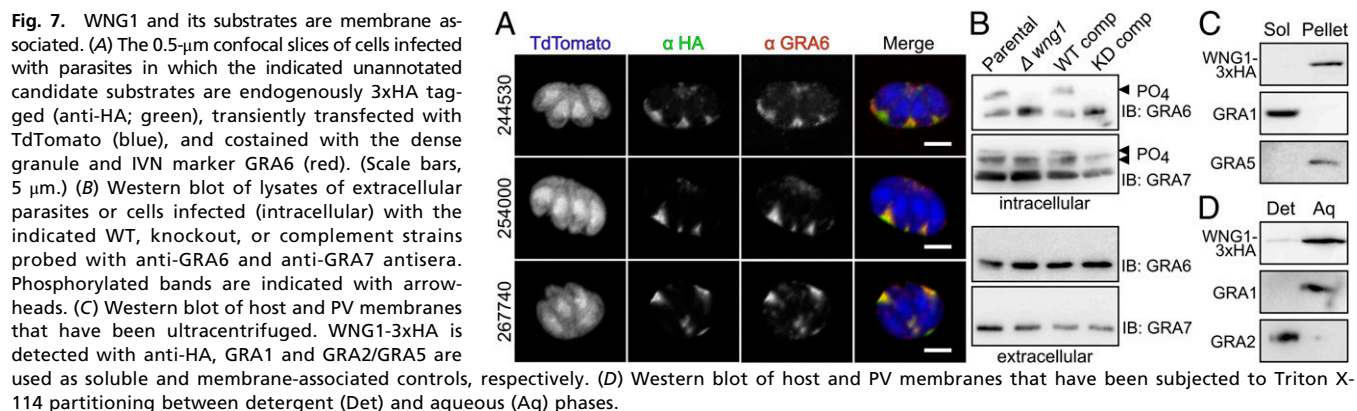 Fig. 7. WNG1 and its substrates are membrane as-
sociated. (A) The 0.5-μm confocal slices of cells infected
with parasites in which the indicated unannotated
candidate substrates are endogenously 3xHA tag-
ged (anti-HA; green), transiently transfected with
TdTomato (blue), and costained with the dense
granule and IVN marker GRA6 (red). (Scale bars,
5 μm.) (B) Western blot of lysates of extracellular
parasites or cells infected (intracellular) with the
indicated WT, knockout, or complement strains
probed with anti-GRA6 and anti-GRA7 antisera.
Phosphorylated bands are indicated with arrow-
heads. (C) Western blot of host and PV membranes
that have been ultracentrifuged. WNG1-3xHA is
detected with anti-HA, GRA1 and GRA2/GRA5 are
used as soluble and membrane-associated controls, respectively. (D) Western blot of host and PV membranes that have been subjected to Triton X-
114 partitioning between detergent (Det) and aqueous (Aq) phases.
A
TdTomato α HA α GRA6 Merge
244530
254000
267740
B
Parental Δwng1 WT comp KD comp
PO4
IB: GRA6
PO4
IB: GRA7
intracellular
IB: GRA6
IB: GRA7
extracellular
C
Sol Pellet
WNG1-
3xHA
GRA1
GRA5
D
Det Aq
WNG1-
3xHA
GRA1
GRA2